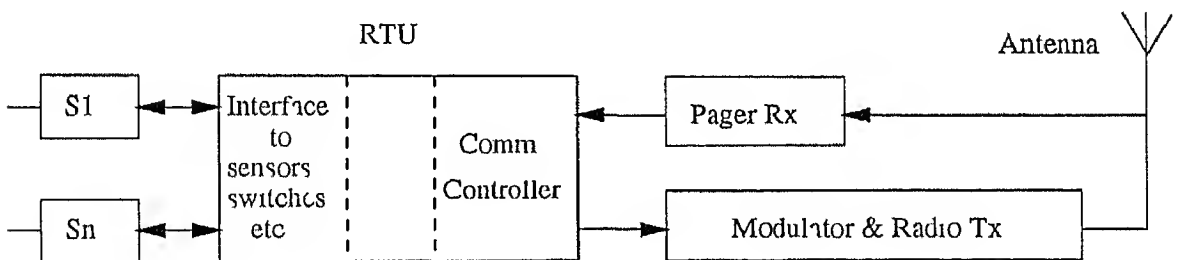 RTU
Antenna
S1
Interface
to
sensors
switches
etc
Comm
Controller
Pager Rx
Sn
Modulator & Radio Tx